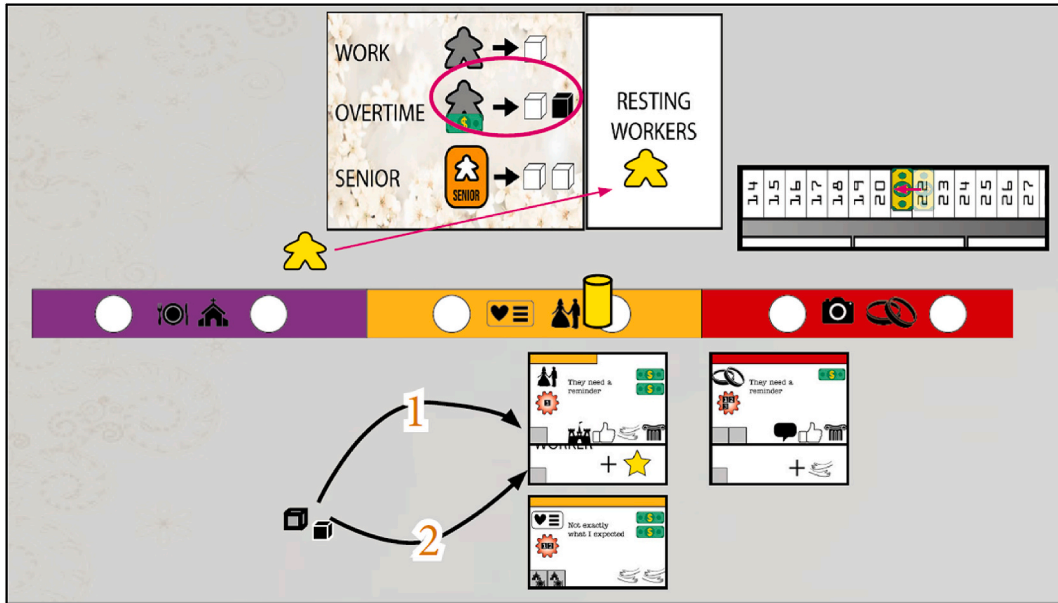 WORK
OVERTIME
$
SENIOR
SENIOR
RESTING
WORKERS
14 15 16 17 18 19 20 22 23 24 25 26 27
1
2
They need a
reminder
$
$
WORKER
+
They need a
reminder
$
+
Not exactly
what I expected
$
$